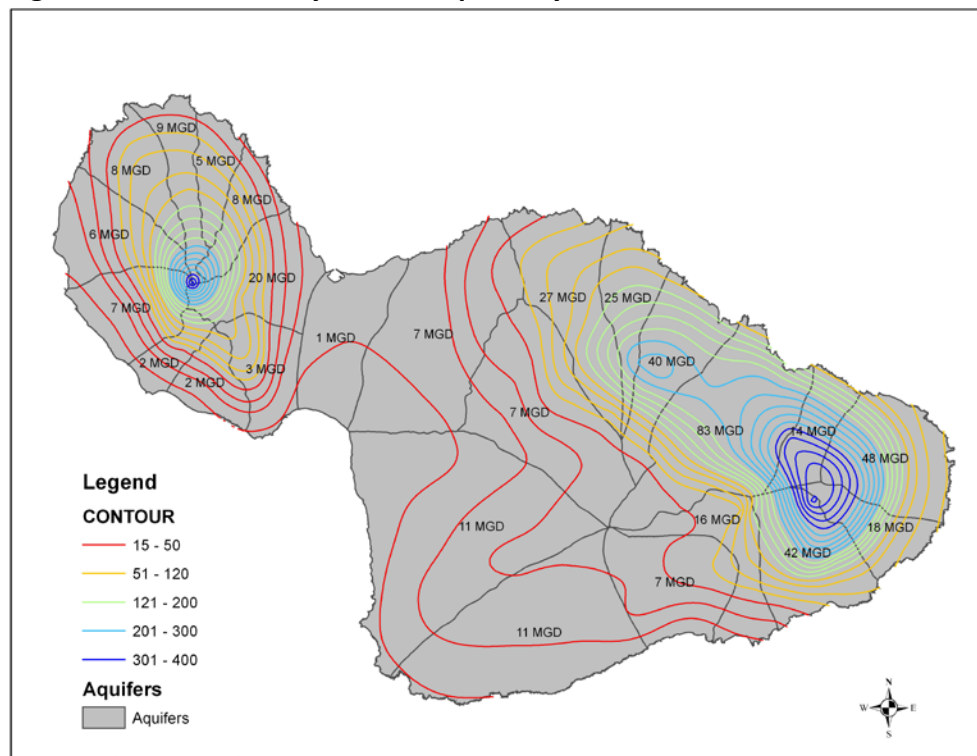 9 MGD
8 MGD
5 MGD
8 MGD
6 MGD
20 MGD
7 MGD
2 MGD
2 MGD
3 MGD
1 MGD
7 MGD
27 MGD
25 MGD
40 MGD
7 MGD
83 MGD
14 MGD
48 MGD
11 MGD
16 MGD
18 MGD
42 MGD
7 MGD
11 MGD
Legend
CONTOUR
15 - 50
51 - 120
121 - 200
201 - 300
301 - 400
Aquifers
Aquifers
N
W E
S